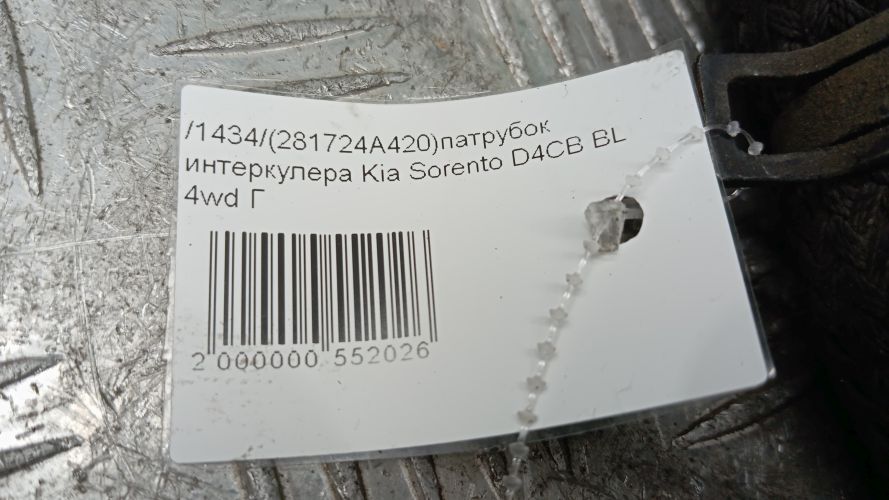 /1434/(281724A420)патрубок
интеркулера Kia Sorento D4CB BL
4wd Г
2 000000 552026